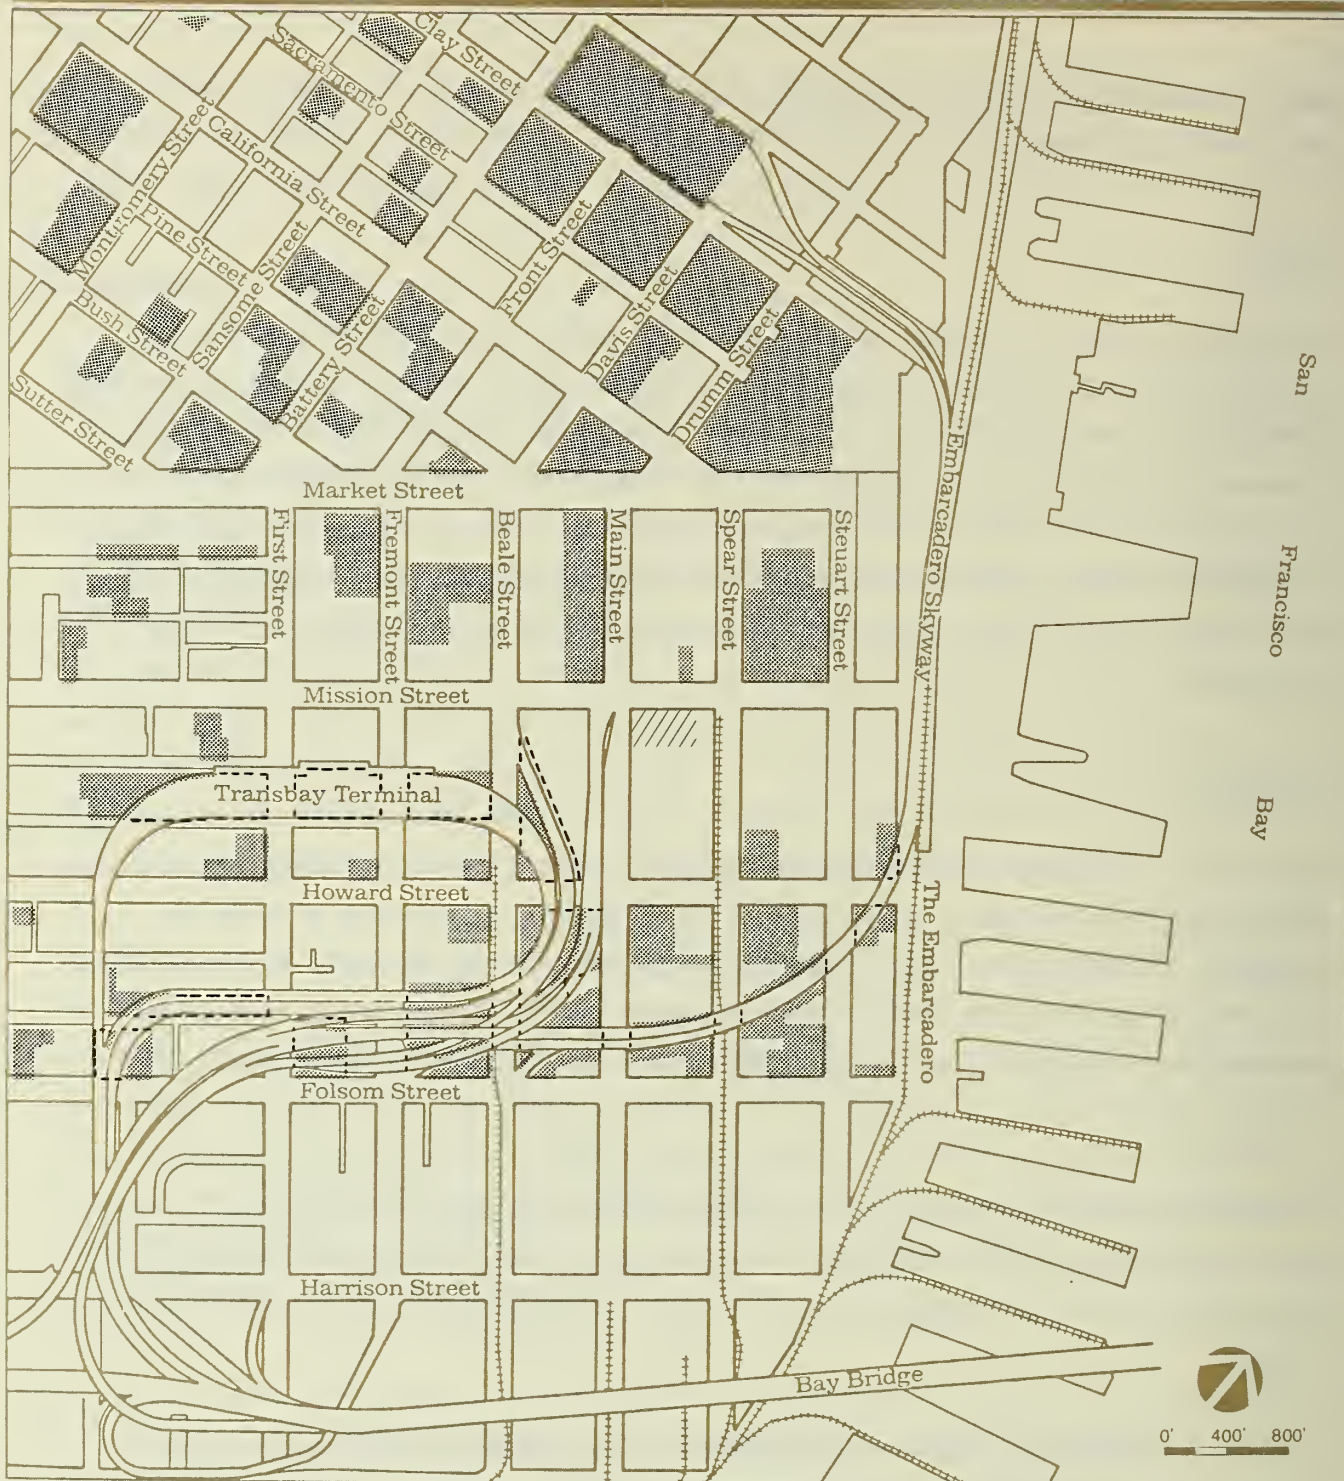 Clay Street
Sacramento Street
California Street
Montgomery Street
Pine Street
Sansome Street
Bush Street
Sutter Street
Battery Street
Front Street
Davis Street
Drumm Street
Embarcadero Skyway
Market Street
First Street
Fremont Street
Beale Street
Main Street
Spear Street
Steuart Street
Mission Street
Transbay Terminal
Howard Street
The Embarcadero
Folsom Street
Harrison Street
Bay Bridge
San
Francisco
Bay
0' 400' 800'